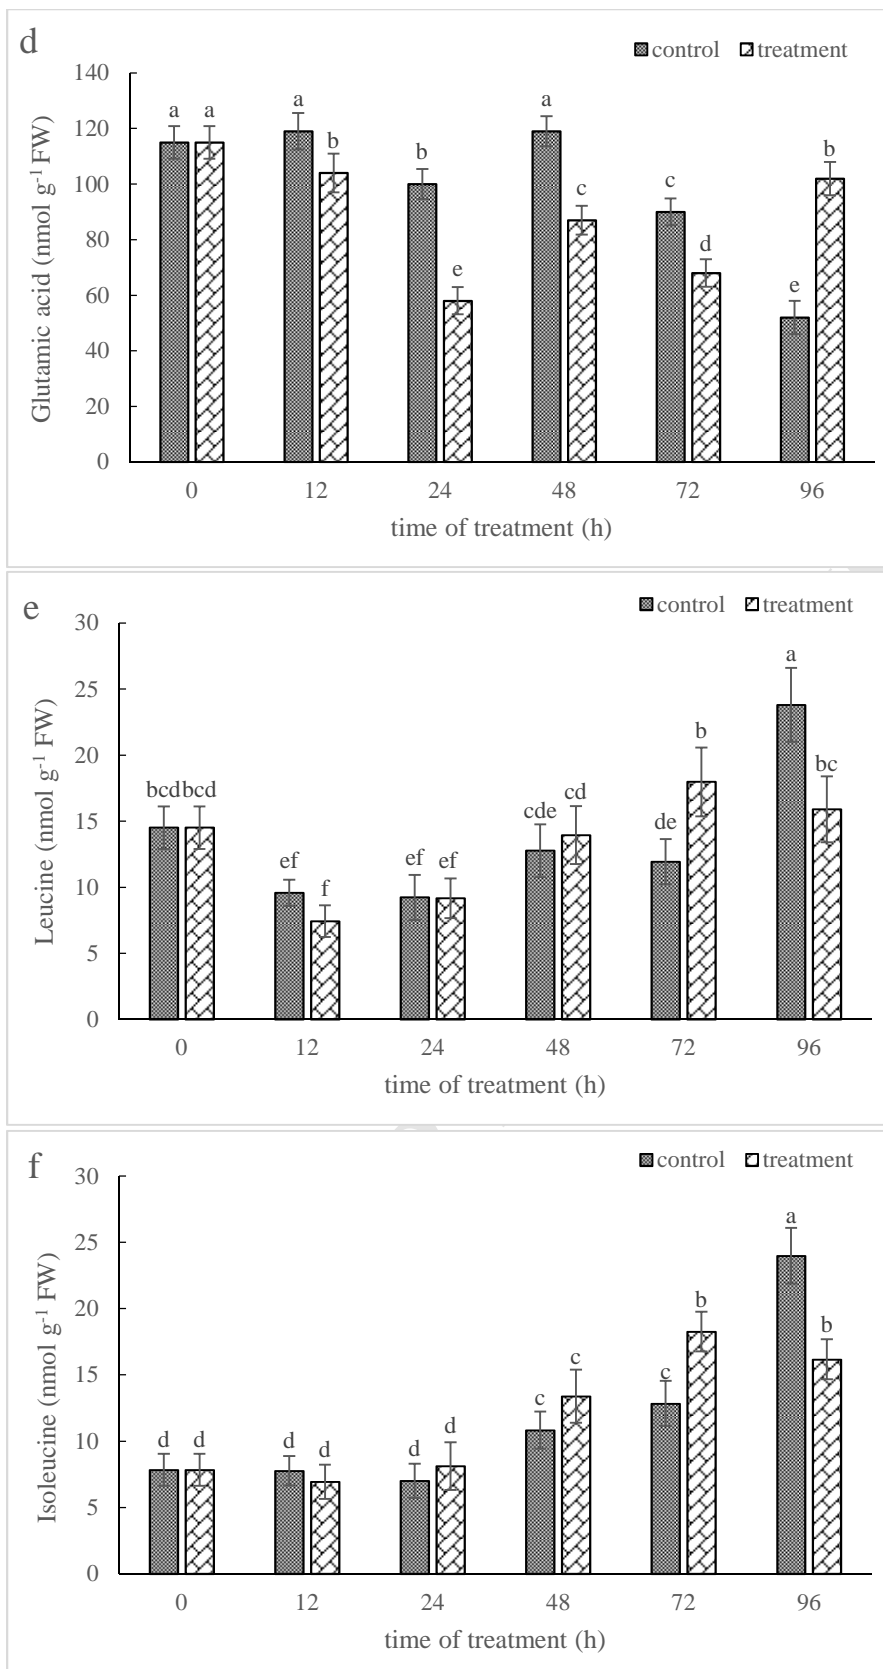 d
control treatment
Glutamic acid (nmol g-1 FW)
140
120
100
80
60
40
20
0
a a a b b e a c c d e b
0 12 24 48 72 96
time of treatment (h)
e
control treatment
Leucine (nmol g-1 FW)
30
25
20
15
10
5
0
bcd bcd ef f ef ef cde cd de b a bc
0 12 24 48 72 96
time of treatment (h)
f
control treatment
Isoleucine (nmol g-1 FW)
30
25
20
15
10
5
0
d d d d d d c c c b a b
0 12 24 48 72 96
time of treatment (h)